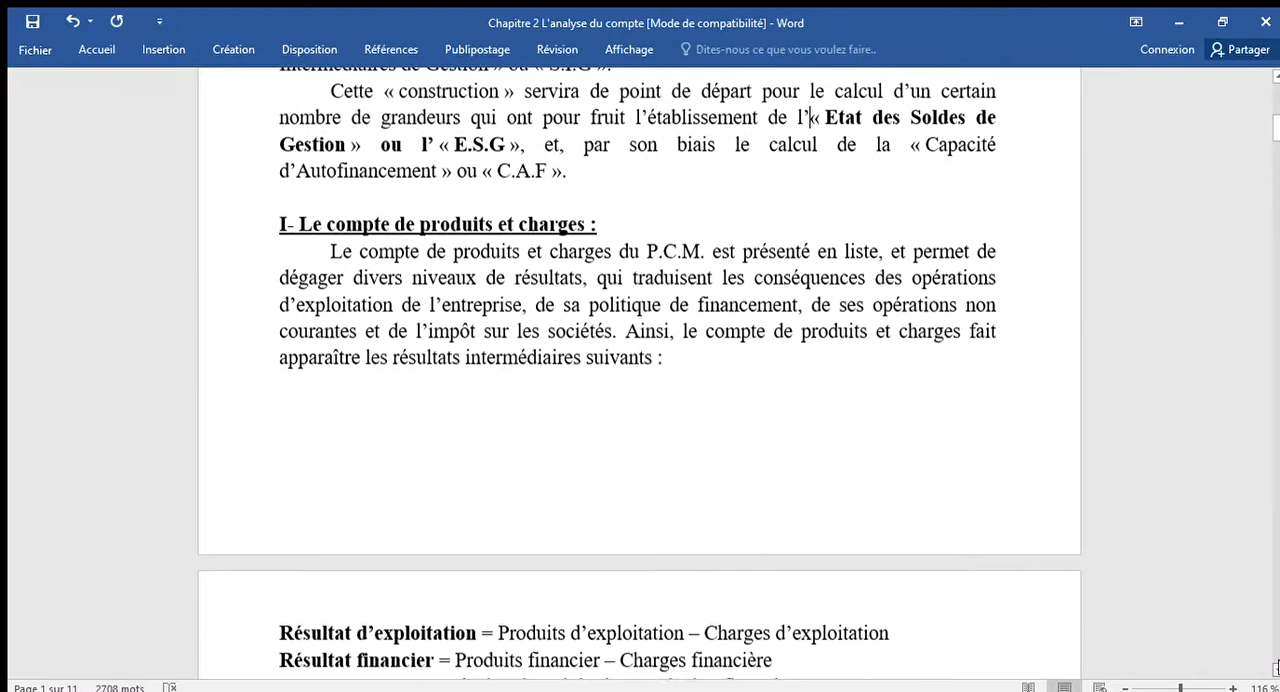 Chapitre 2 L'analyse du compte [Mode de compatibilité] - Word
Fichier Accueil Insertion Création Disposition Références Publipostage Révision Affichage Dites-nous ce que vous voulez faire.. Connexion Partager
Intermédiaires de Gestion » ou « S.I.G ».
Cette « construction » servira de point de départ pour le calcul d’un certain
nombre de grandeurs qui ont pour fruit l’établissement de l’« Etat des Soldes de
Gestion » ou l’ « E.S.G », et, par son biais le calcul de la « Capacité
d’Autofinancement » ou « C.A.F ».
I- Le compte de produits et charges :
Le compte de produits et charges du P.C.M. est présenté en liste, et permet de
dégager divers niveaux de résultats, qui traduisent les conséquences des opérations
d’exploitation de l’entreprise, de sa politique de financement, de ses opérations non
courantes et de l’impôt sur les sociétés. Ainsi, le compte de produits et charges fait
apparaître les résultats intermédiaires suivants :
Résultat d’exploitation = Produits d’exploitation – Charges d’exploitation
Résultat financier = Produits financier – Charges financière
Page 1 sur 11 2708 mots 116 %